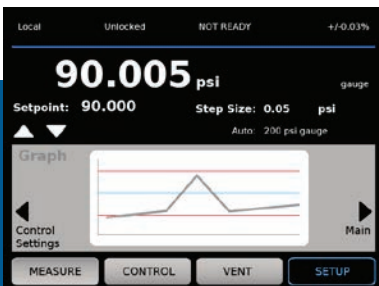 Local Unlocked NOT READY +/-0.03%
90.005 psi gauge
Setpoint: 90.000 Step Size: 0.05 psi
Auto: 200 psi gauge
Graph
Control Settings Main
MEASURE CONTROL VENT SETUP